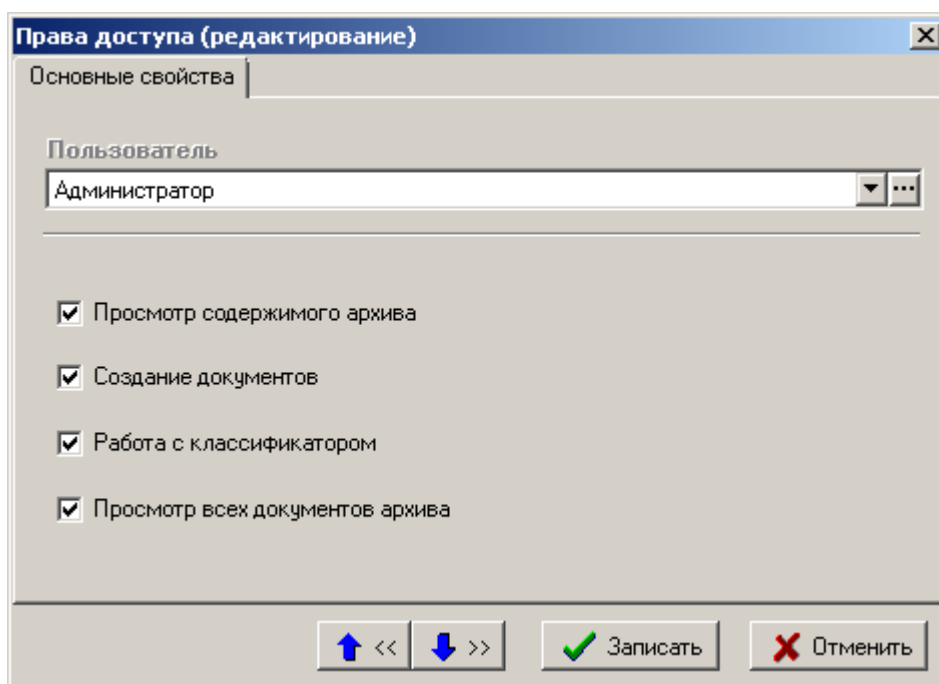 Права доступа (редактирование)
Основные свойства
Пользователь
Администратор
Просмотр содержимого архива
Создание документов
Работа с классификатором
Просмотр всех документов архива
<< >> Записать Отменить